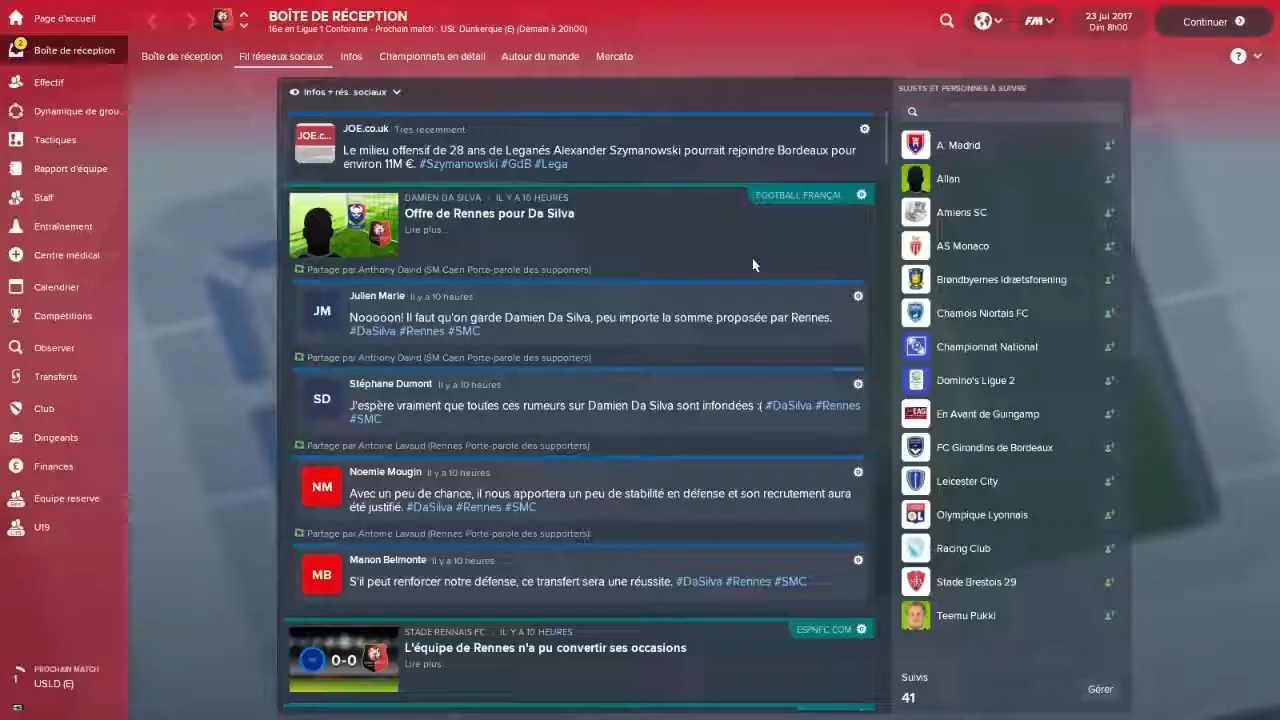 Page d'accueil
BOÎTE DE RÉCEPTION
16e en Ligne 1 Conforama - Prochain match : USL Dunkerque (E) (Demain à 20h00)
FM
23 jui 2017
Dim 8h00
Continuer
2
Boîte de réception
Boîte de réception
Fil réseaux sociaux
Infos
Championnats en détail
Autour du monde
Mercato
?
Effectif
Dynamique de grou...
Tactiques
Rapport d'équipe
Staff
Entraînement
Centre médical
Calendrier
Compétitions
Observer
Transferts
Club
Dirigeants
Finances
Équipe reserve
U19
PROCHAIN MATCH
USLD (E)
Infos + rés. sociaux
JOE.c...
JOE.co.uk Très récemment
Le milieu offensif de 28 ans de Leganés Alexander Szymanowski pourrait rejoindre Bordeaux pour
environ 11M €. #Szymanowski #GdB #Lega
DAMIEN DA SILVA - IL Y A 10 HEURES
FOOTBALL FRANÇAI
Offre de Rennes pour Da Silva
Lire plus...
Partagé par Anthony David (SM Caen Porte-parole des supporters)
JM
Julien Marie Il y a 10 heures
Nooooon! Il faut qu'on garde Damien Da Silva, peu importe la somme proposée par Rennes.
#DaSilva #Rennes #SMC
Partagé par Anthony David (SM Caen Porte-parole des supporters)
SD
Stéphane Dumont Il y a 10 heures
J'espère vraiment que toutes ces rumeurs sur Damien Da Silva sont infondées :( #DaSilva #Rennes
#SMC
Partagé par Antoine Lavaud (Rennes Porte-parole des supporters)
NM
Noemie Mougin Il y a 10 heures
Avec un peu de chance, il nous apportera un peu de stabilité en défense et son recrutement aura
été justifié. #DaSilva #Rennes #SMC
Partagé par Antoine Lavaud (Rennes Porte-parole des supporters)
MB
Manon Belmonte Il y a 10 heures
S'il peut renforcer notre défense, ce transfert sera une réussite. #DaSilva #Rennes #SMC
STADE RENNAIS FC - IL Y A 10 HEURES
ESPNFC.COM
0-0
L'équipe de Rennes n'a pu convertir ses occasions
Lire plus...
SUJETS ET PERSONNES À SUIVRE
A. Madrid
Allan
Amiens SC
AS Monaco
Brøndbyernes Idrætsforening
Chamois Niortais FC
Championnat National
Domino's Ligue 2
En Avant de Guingamp
FC Girondins de Bordeaux
Leicester City
Olympique Lyonnais
Racing Club
Stade Brestois 29
Teemu Pukki
Suivis
41
Gérer